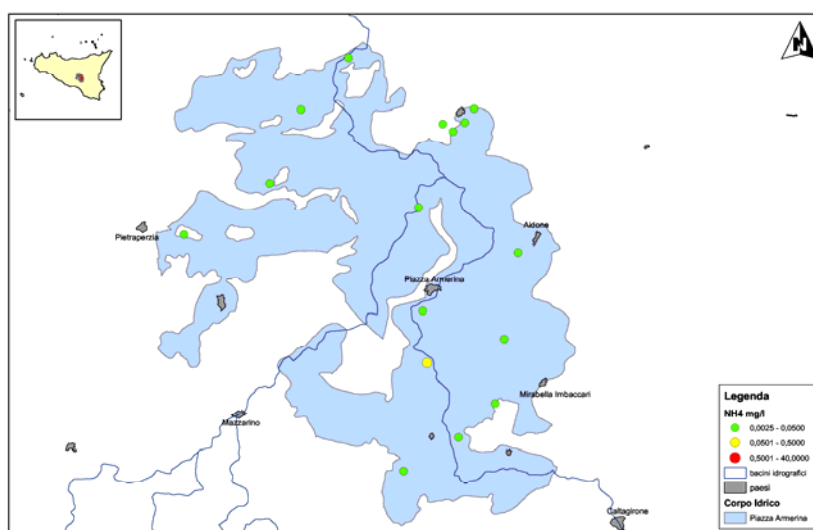 N
Aidone
Pietraperzia
Piazza Armerina
Mirabella Imbaccari
Mazzarino
Caltagirone
Legenda
NH4 mg/l
0,0025 - 0,0500
0,0501 - 0,5000
0,5001 - 40,0000
bacini idrografici
paesi
Corpo Idrico
Piazza Armerina